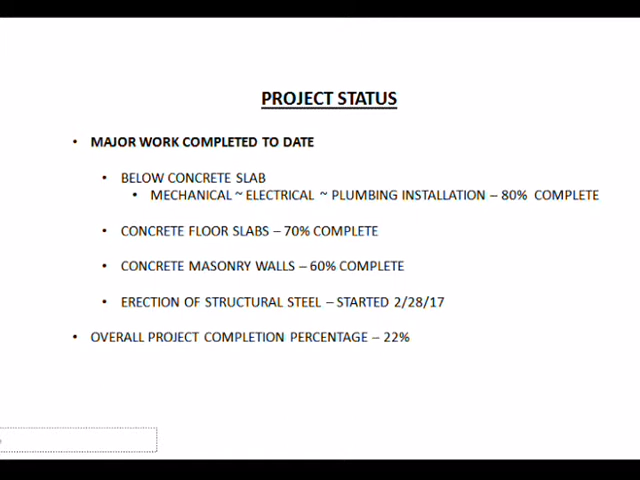 PROJECT STATUS
• MAJOR WORK COMPLETED TO DATE
• BELOW CONCRETE SLAB
• MECHANICAL ~ ELECTRICAL ~ PLUMBING INSTALLATION – 80% COMPLETE
• CONCRETE FLOOR SLABS – 70% COMPLETE
• CONCRETE MASONRY WALLS – 60% COMPLETE
• ERECTION OF STRUCTURAL STEEL – STARTED 2/28/17
• OVERALL PROJECT COMPLETION PERCENTAGE – 22%